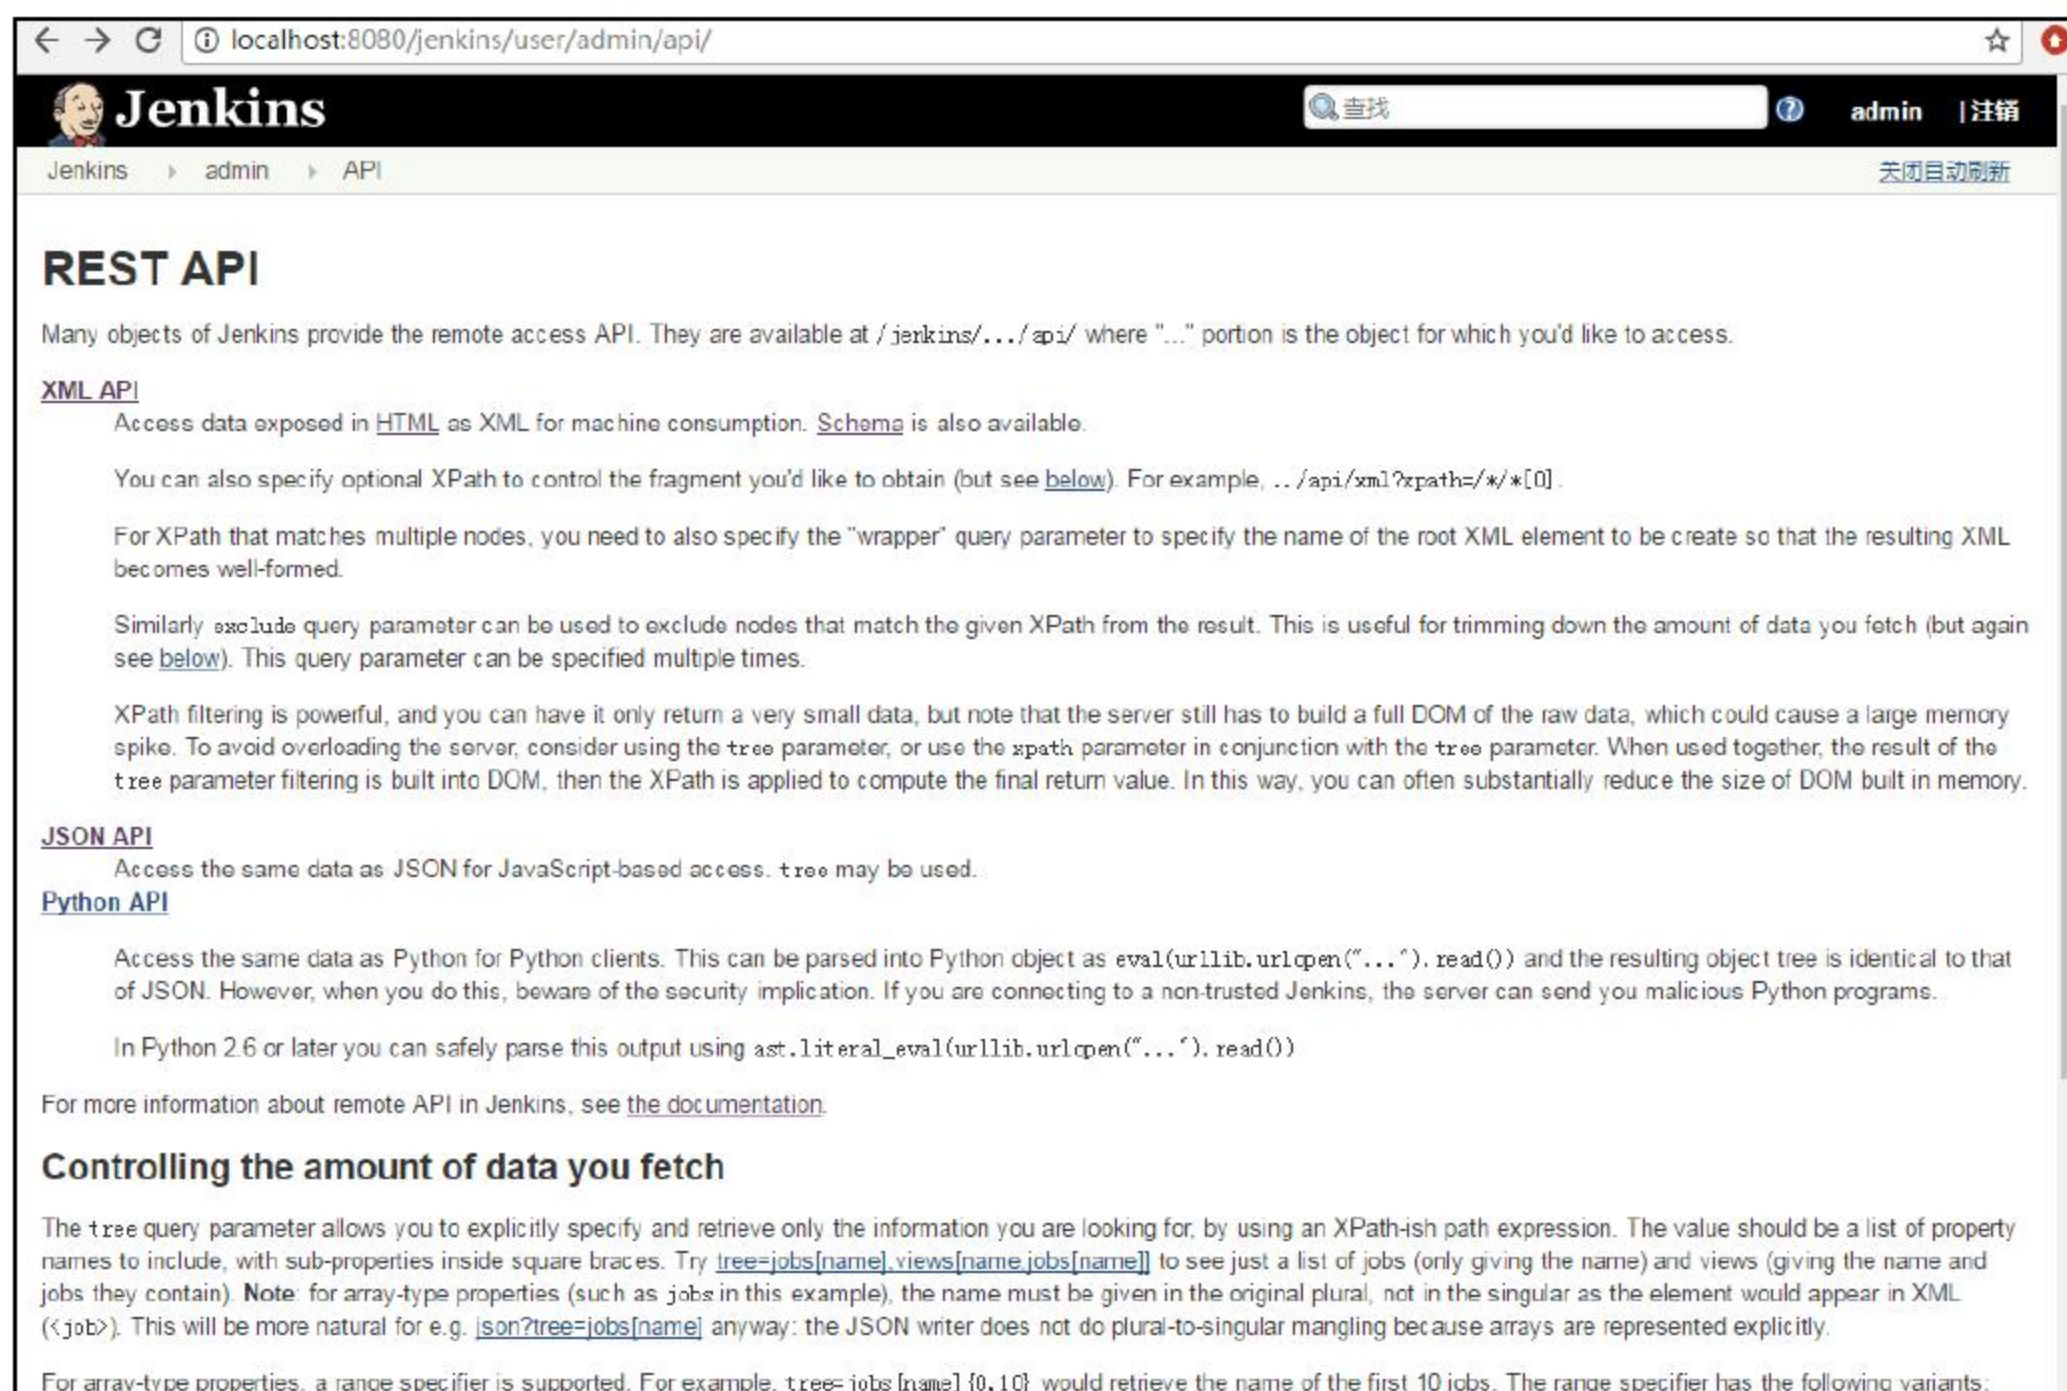 localhost:8080/jenkins/user/admin/api/
Jenkins
查找
admin | 注销
Jenkins admin API
关闭自动刷新
REST API
Many objects of Jenkins provide the remote access API. They are available at /jenkins/.../api/ where "..." portion is the object for which you'd like to access.
XML API
Access data exposed in HTML as XML for machine consumption. Schema is also available.
You can also specify optional XPath to control the fragment you'd like to obtain (but see below). For example, ../api/xml?xpath=/*/*[0].
For XPath that matches multiple nodes, you need to also specify the "wrapper" query parameter to specify the name of the root XML element to be create so that the resulting XML
becomes well-formed.
Similarly exclude query parameter can be used to exclude nodes that match the given XPath from the result. This is useful for trimming down the amount of data you fetch (but again
see below). This query parameter can be specified multiple times.
XPath filtering is powerful, and you can have it only return a very small data, but note that the server still has to build a full DOM of the raw data, which could cause a large memory
spike. To avoid overloading the server, consider using the tree parameter, or use the xpath parameter in conjunction with the tree parameter. When used together, the result of the
tree parameter filtering is built into DOM, then the XPath is applied to compute the final return value. In this way, you can often substantially reduce the size of DOM built in memory.
JSON API
Access the same data as JSON for JavaScript-based access. tree may be used.
Python API
Access the same data as Python for Python clients. This can be parsed into Python object as eval(urllib.urlopen("...").read()) and the resulting object tree is identical to that
of JSON. However, when you do this, beware of the security implication. If you are connecting to a non-trusted Jenkins, the server can send you malicious Python programs.
In Python 2.6 or later you can safely parse this output using ast.literal_eval(urllib.urlopen("...").read())
For more information about remote API in Jenkins, see the documentation.
Controlling the amount of data you fetch
The tree query parameter allows you to explicitly specify and retrieve only the information you are looking for, by using an XPath-ish path expression. The value should be a list of property
names to include, with sub-properties inside square braces. Try tree=jobs[name],views[name,jobs[name]] to see just a list of jobs (only giving the name) and views (giving the name and
jobs they contain). Note: for array-type properties (such as jobs in this example), the name must be given in the original plural, not in the singular as the element would appear in XML
(<job>). This will be more natural for e.g. json?tree=jobs[name] anyway: the JSON writer does not do plural-to-singular mangling because arrays are represented explicitly.
For array-type properties, a range specifier is supported. For example, tree=jobs[name]{0,10} would retrieve the name of the first 10 jobs. The range specifier has the following variants: